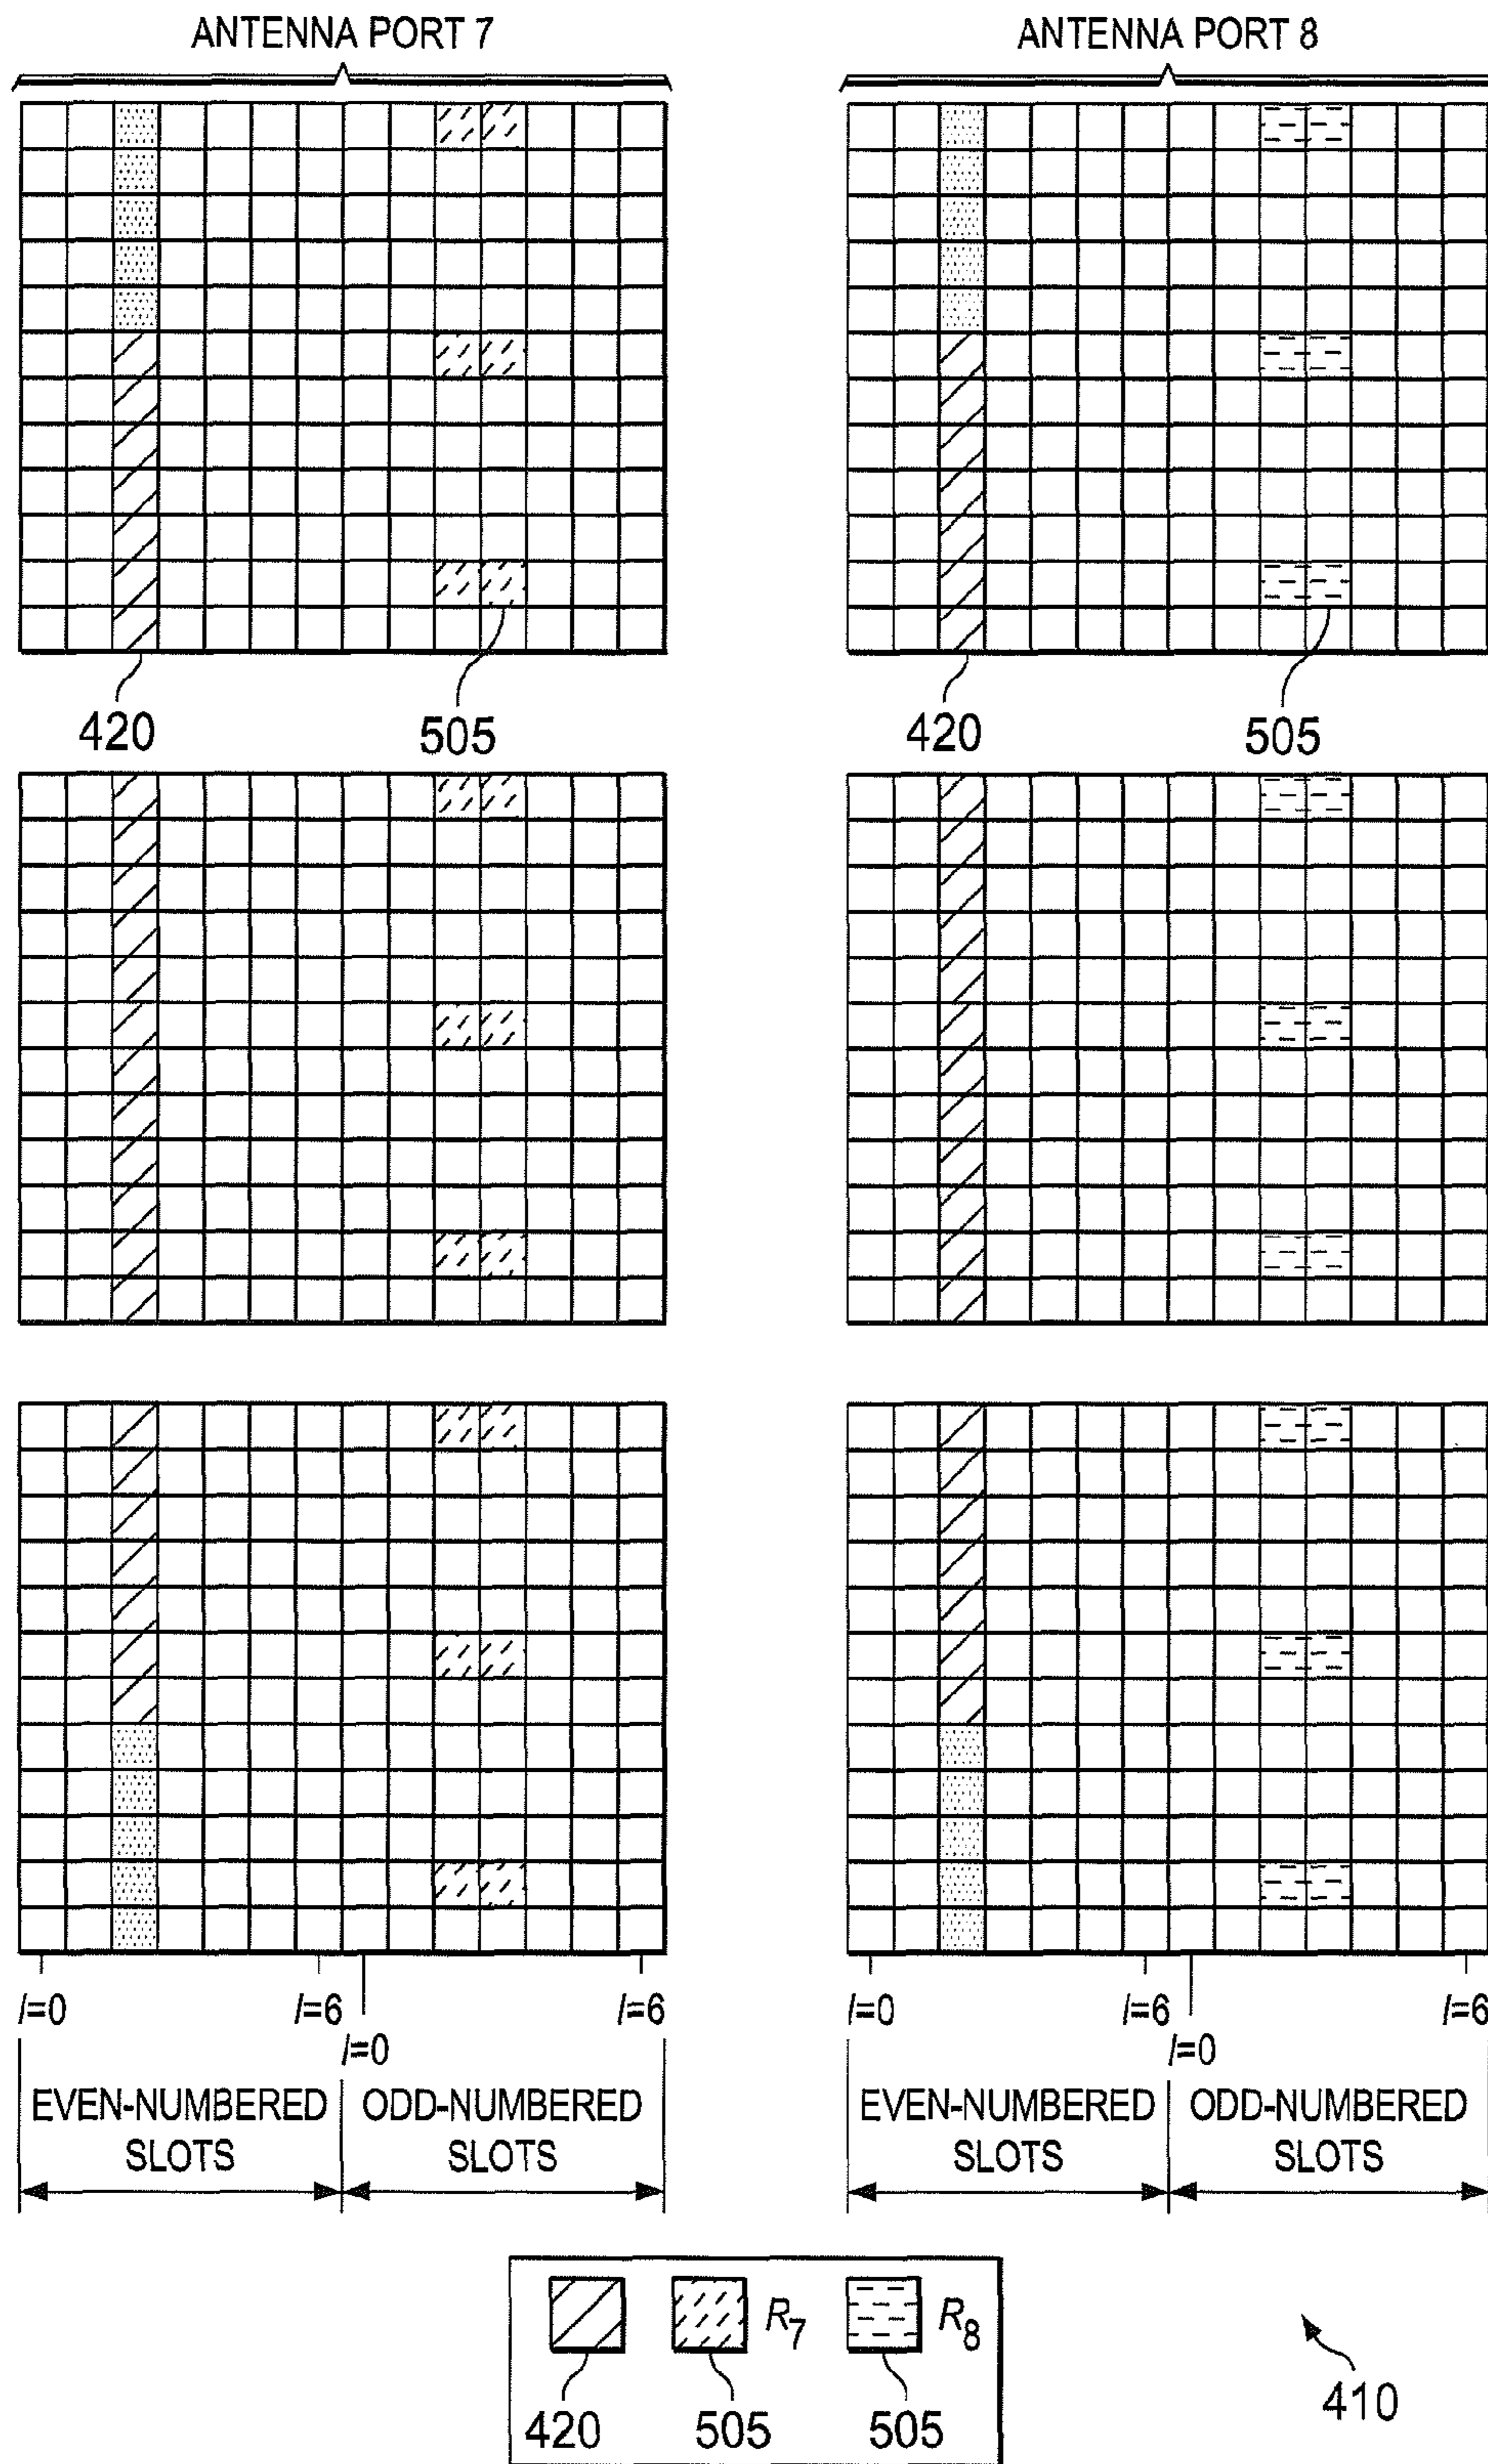 ANTENNA PORT 7
ANTENNA PORT 8
420
505
420
505
l=0
l=6
l=0
l=6
l=0
l=6
l=0
l=6
EVEN-NUMBERED SLOTS
ODD-NUMBERED SLOTS
EVEN-NUMBERED SLOTS
ODD-NUMBERED SLOTS
R7
R8
420
505
505
410